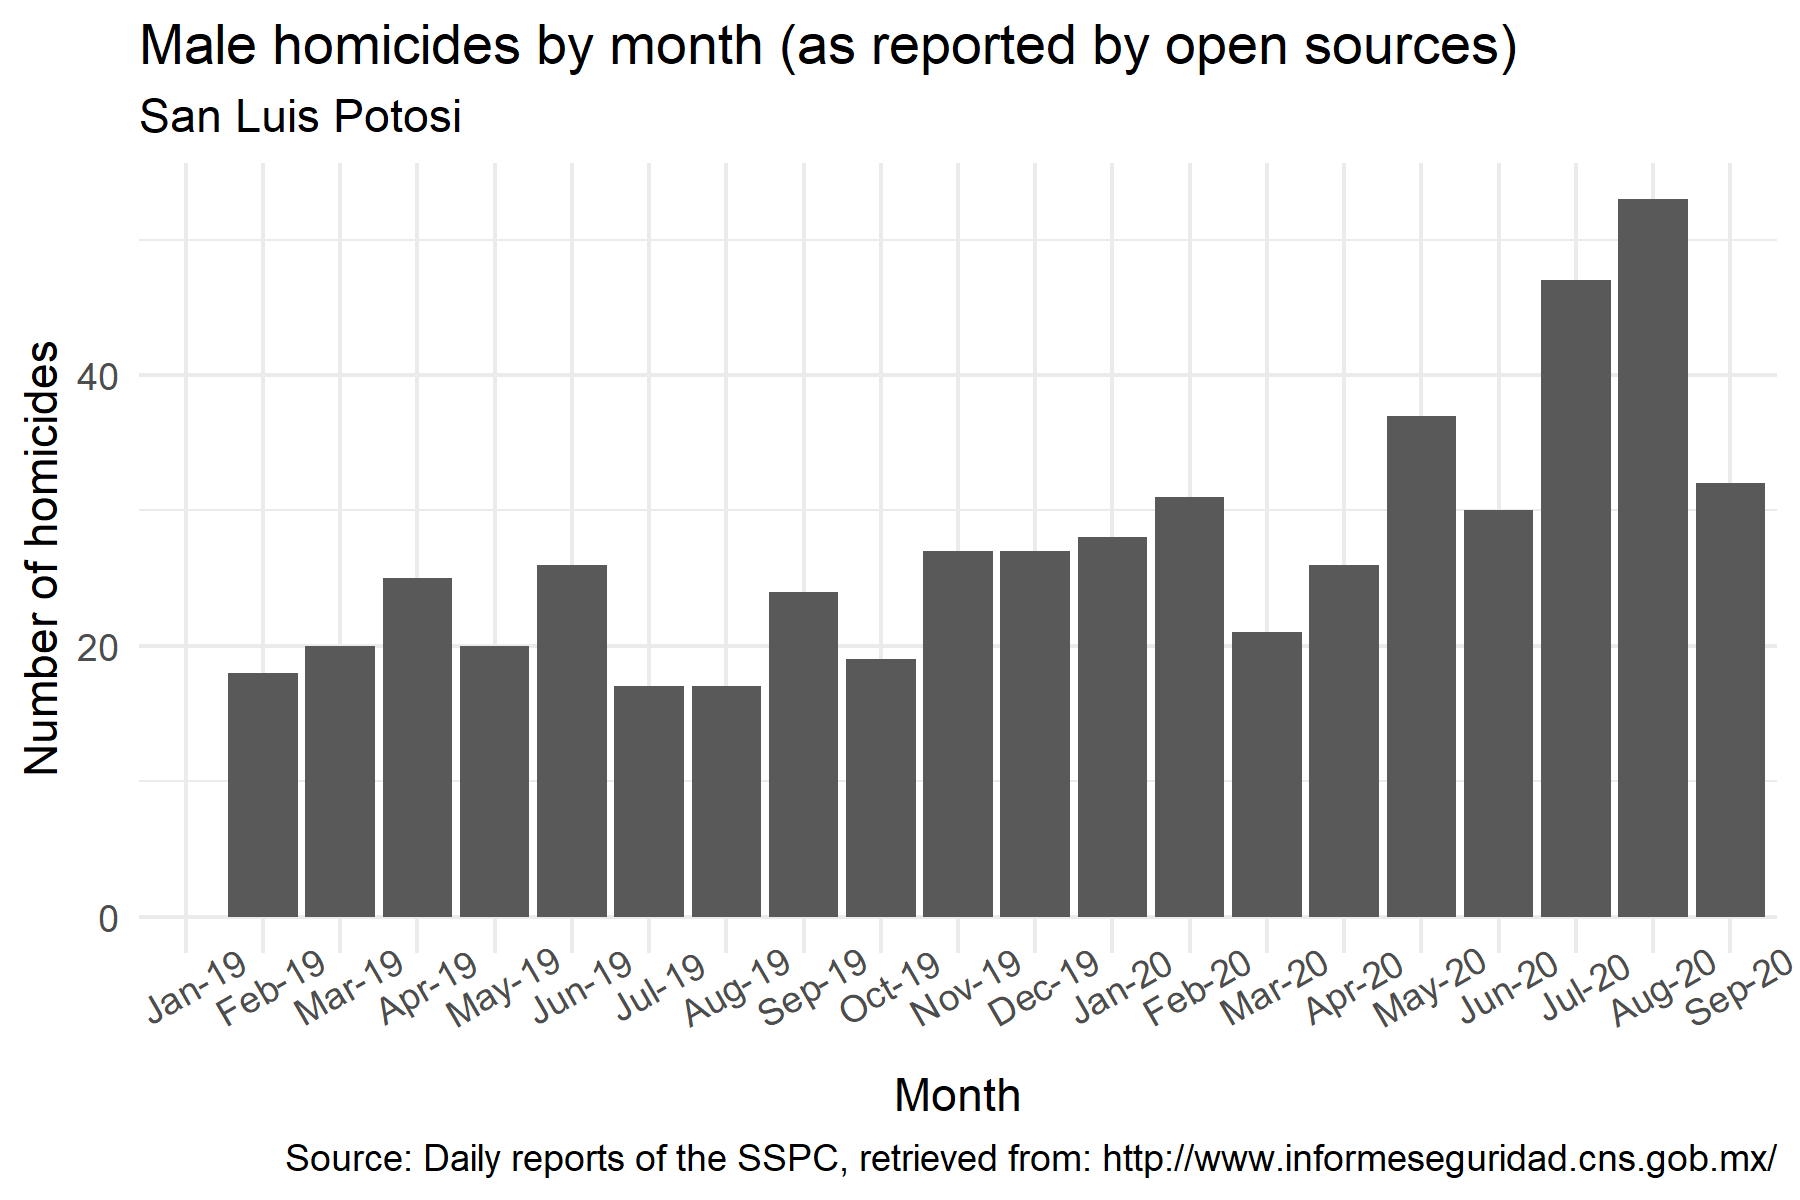 Male homicides by month (as reported by open sources)
San Luis Potosi
Number of homicides
40
20
0
Jan-19
Feb-19
Mar-19
Apr-19
May-19
Jun-19
Jul-19
Aug-19
Sep-19
Oct-19
Nov-19
Dec-19
Jan-20
Feb-20
Mar-20
Apr-20
May-20
Jun-20
Jul-20
Aug-20
Sep-20
Month
Source: Daily reports of the SSPC, retrieved from: http://www.informeseguridad.cns.gob.mx/